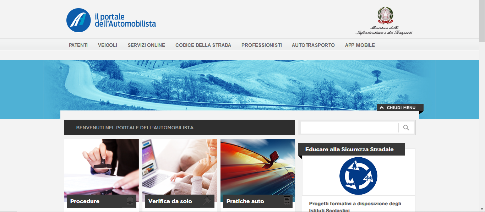 il portale
dell'Automobilista
Ministero delle
Infrastrutture e dei Trasporti
PATENTI VEICOLI SERVIZI ONLINE CODICE DELLA STRADA PROFESSIONISTI AUTOTRASPORTO APP MOBILE
CHIUDI MENU
BENVENUTI NEL PORTALE DELL'AUTOMOBILISTA
Educare alla Sicurezza Stradale
Procedure
Verifica da solo
Pratiche auto
Progetti formativi a disposizione degli
Istituti Scolastici